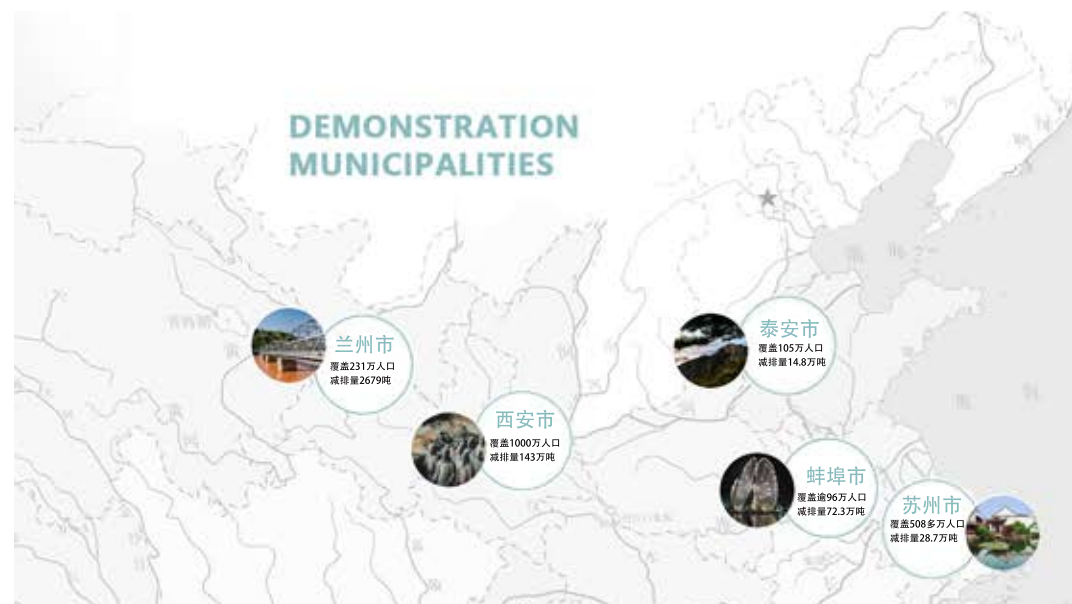 DEMONSTRATION
MUNICIPALITIES
兰州市
覆盖231万人口
减排量2679吨
泰安市
覆盖105万人口
减排量14.8万吨
西安市
覆盖1000万人口
减排量143万吨
蚌埠市
覆盖逾96万人口
减排量72.3万吨
苏州市
覆盖508多万人口
减排量28.7万吨